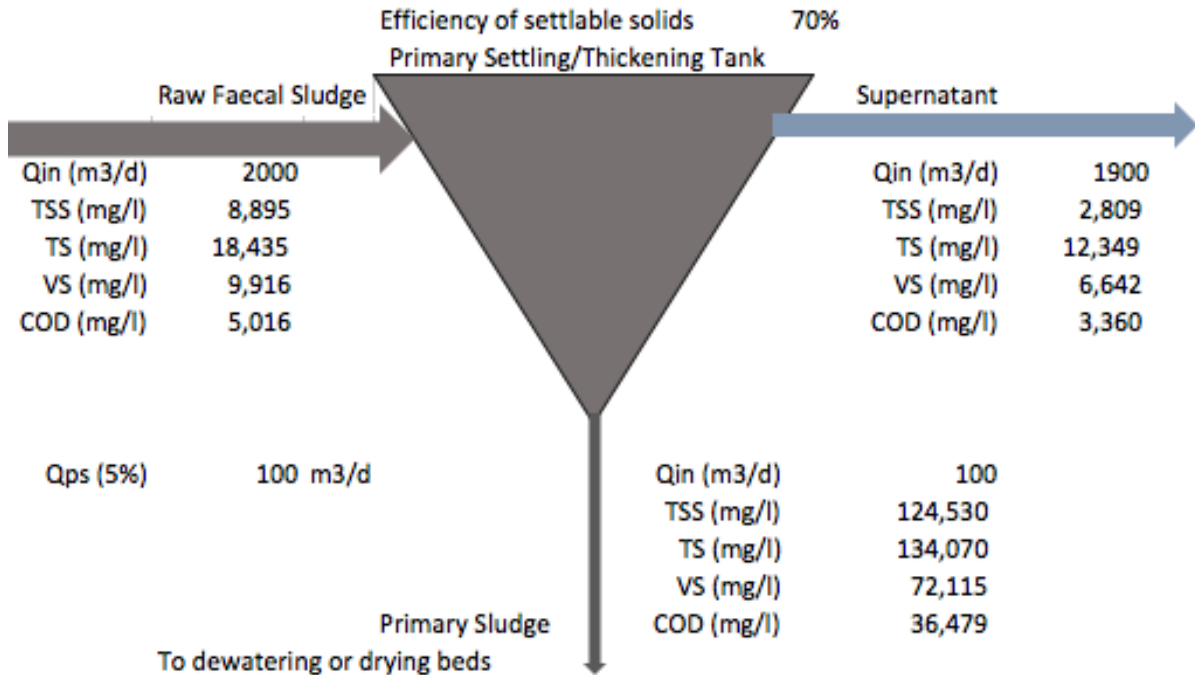 Efficiency of settlable solids 70%
Primary Settling/Thickening Tank
Raw Faecal Sludge Supernatant
Qin (m3/d) 2000 Qin (m3/d) 1900
TSS (mg/l) 8,895 TSS (mg/l) 2,809
TS (mg/l) 18,435 TS (mg/l) 12,349
VS (mg/l) 9,916 VS (mg/l) 6,642
COD (mg/l) 5,016 COD (mg/l) 3,360
Qps (5%) 100 m3/d Qin (m3/d) 100
TSS (mg/l) 124,530
TS (mg/l) 134,070
VS (mg/l) 72,115
Primary Sludge COD (mg/l) 36,479
To dewatering or drying beds